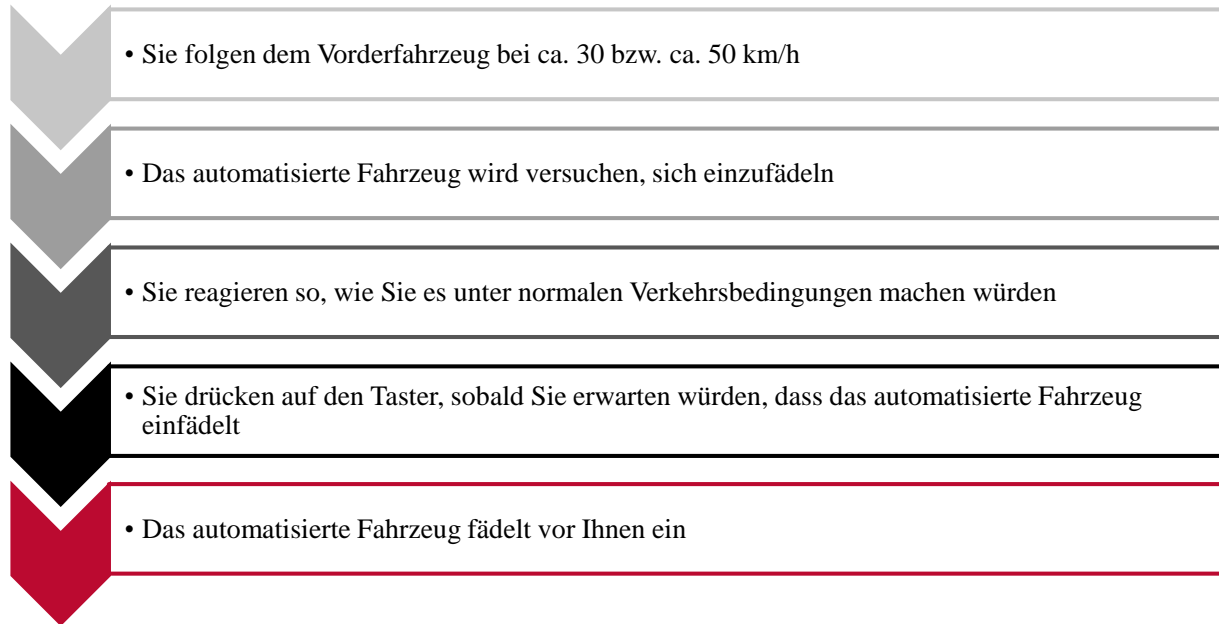 • Sie folgen dem Vorderfahrzeug bei ca. 30 bzw. ca. 50 km/h
• Das automatisierte Fahrzeug wird versuchen, sich einzufädeln
• Sie reagieren so, wie Sie es unter normalen Verkehrsbedingungen machen würden
• Sie drücken auf den Taster, sobald Sie erwarten würden, dass das automatisierte Fahrzeug
einfädelt
• Das automatisierte Fahrzeug fädelt vor Ihnen ein